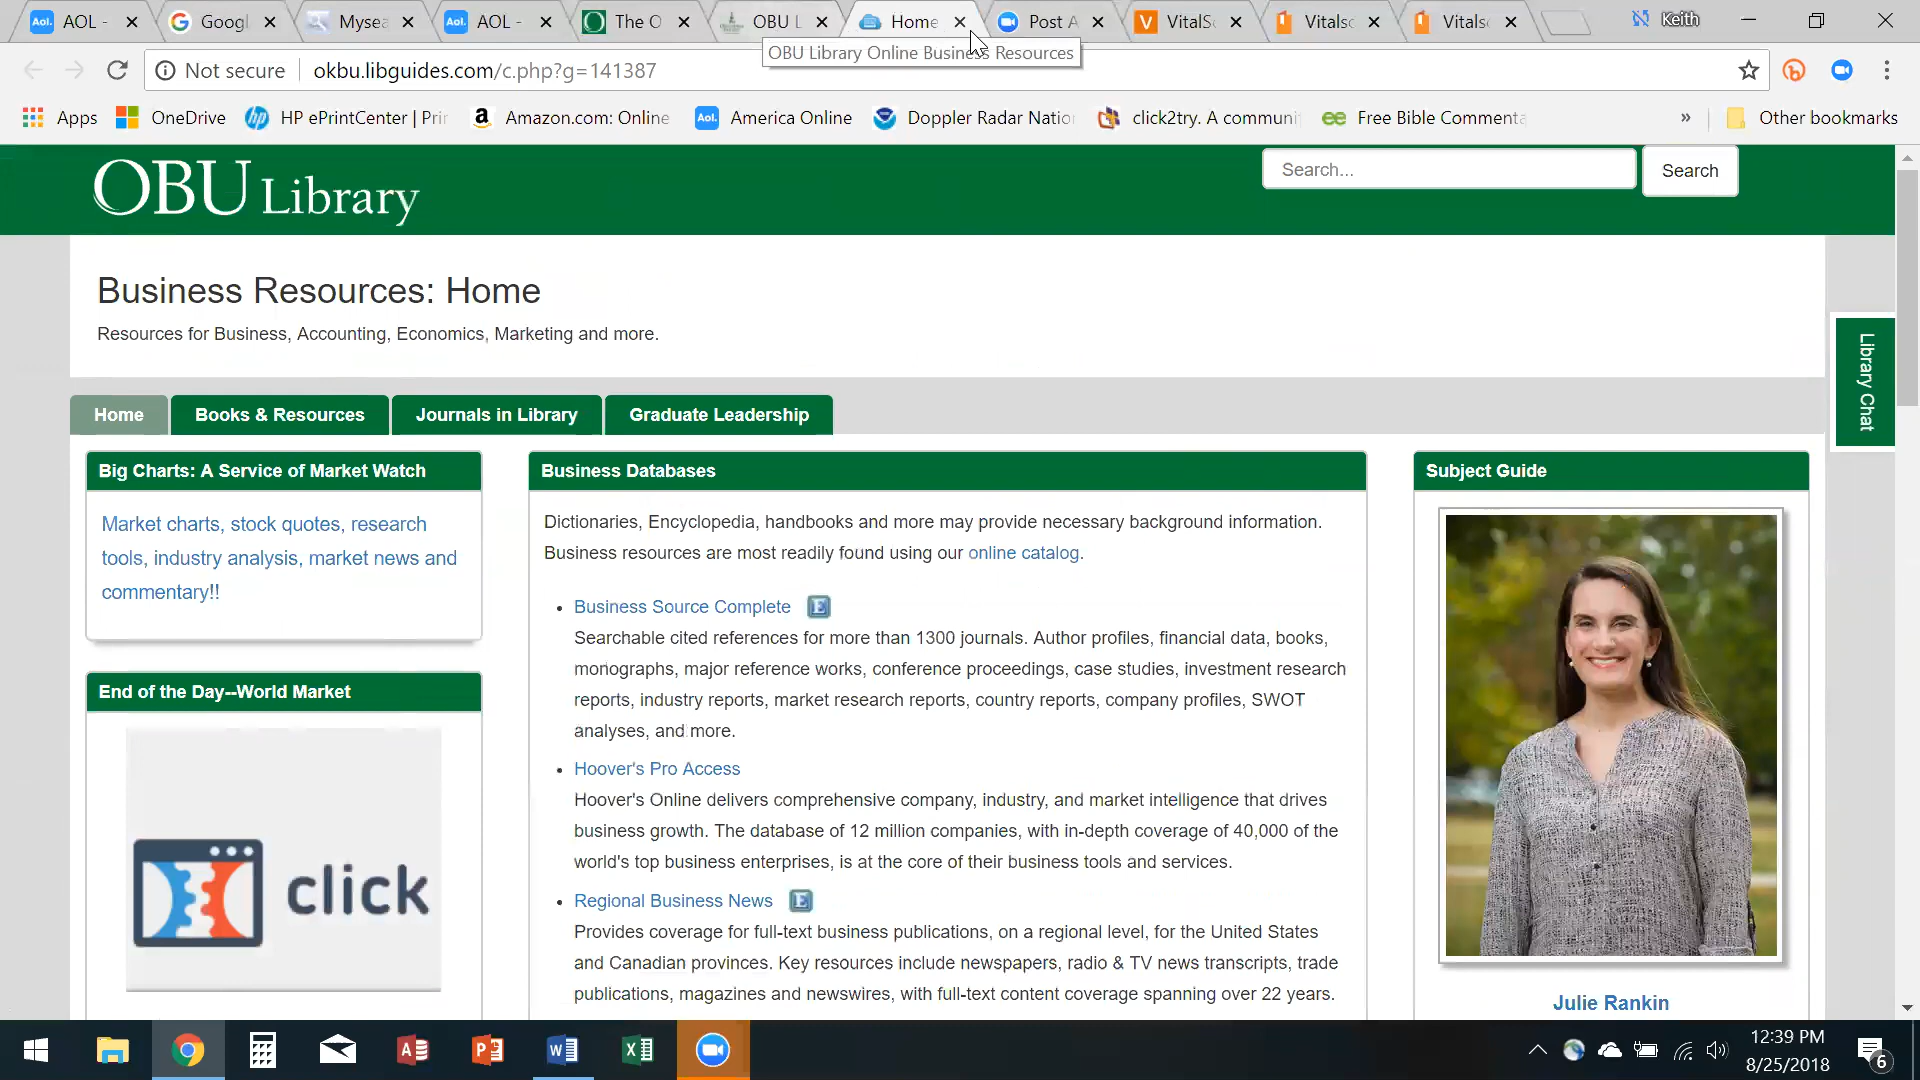 AOL -
Googl
Mysea
AOL -
The O
OBU L
Home
Post A
VitalS
Vitals
Vitals
Keith
OBU Library Online Business Resources
Not secure
okbu.libguides.com/c.php?g=141387
Apps
OneDrive
HP ePrintCenter | Pri
Amazon.com: Online
America Online
Doppler Radar Natio
click2try. A communi
Free Bible Commenta
»
Other bookmarks
OBU Library
Search...
Search
Business Resources: Home
Resources for Business, Accounting, Economics, Marketing and more.
Library Chat
Home
Books & Resources
Journals in Library
Graduate Leadership
Big Charts: A Service of Market Watch
Market charts, stock quotes, research
tools, industry analysis, market news and
commentary!!
End of the Day--World Market
click
Business Databases
Dictionaries, Encyclopedia, handbooks and more may provide necessary background information.
Business resources are most readily found using our online catalog.
• Business Source Complete
Searchable cited references for more than 1300 journals. Author profiles, financial data, books,
monographs, major reference works, conference proceedings, case studies, investment research
reports, industry reports, market research reports, country reports, company profiles, SWOT
analyses, and more.
• Hoover's Pro Access
Hoover's Online delivers comprehensive company, industry, and market intelligence that drives
business growth. The database of 12 million companies, with in-depth coverage of 40,000 of the
world's top business enterprises, is at the core of their business tools and services.
• Regional Business News
Provides coverage for full-text business publications, on a regional level, for the United States
and Canadian provinces. Key resources include newspapers, radio & TV news transcripts, trade
publications, magazines and newswires, with full-text content coverage spanning over 22 years.
Subject Guide
Julie Rankin
12:39 PM
8/25/2018
6